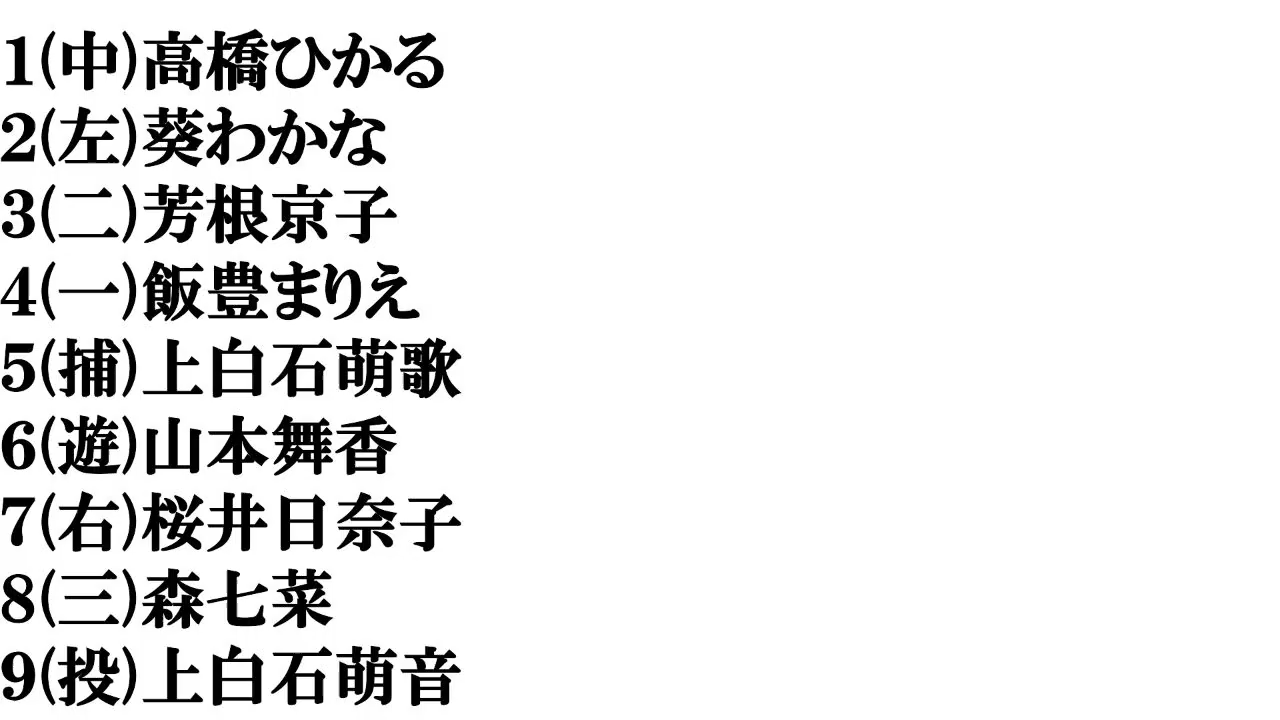 1(中)高橋ひかる
2(左)葵わかな
3(二)芳根京子
4(一)飯豊まりえ
5(捕)上白石萌歌
6(遊)山本舞香
7(右)桜井日奈子
8(三)森七菜
9(投)上白石萌音